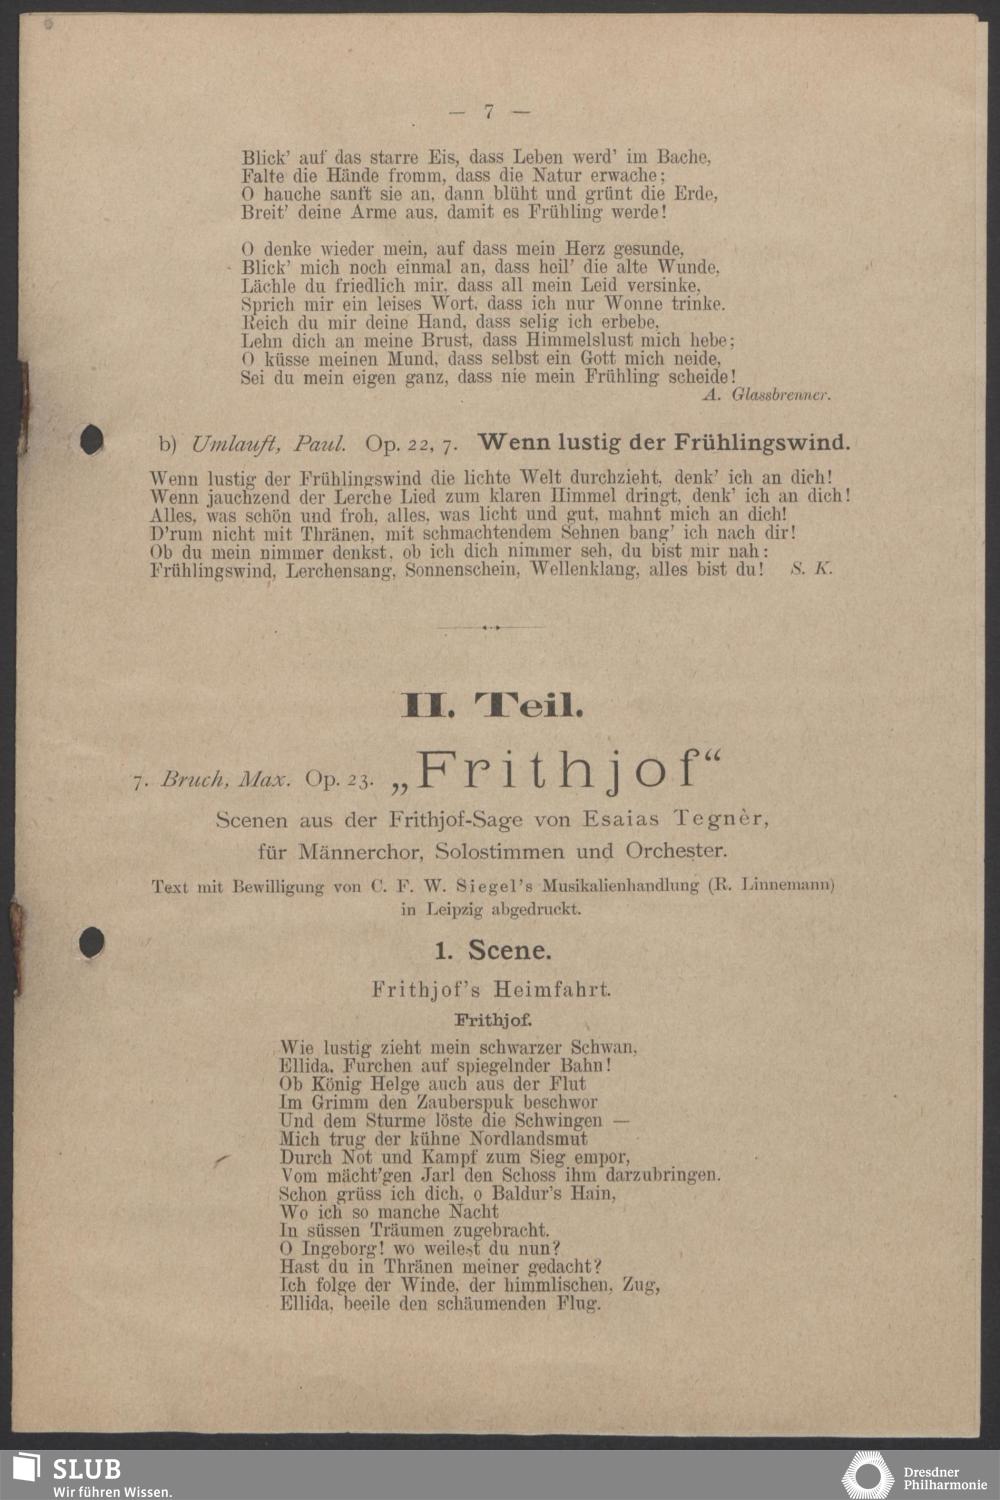 — 7 —
Blick' auf das starre Eis, dass Leben werd' im Bache,
Falte die Hände fromm, dass die Natur erwache;
O hauche sanft sie an, dann blüht und grünt die Erde,
Breit' deine Arme aus, damit es Frühling werde!
O denke wieder mein, auf dass mein Herz gesunde,
Blick' mich noch einmal an, dass heil' die alte Wunde,
Lächle du friedlich mir, dass all mein Leid versinke,
Sprich mir ein leises Wort, dass ich nur Wonne trinke.
Reich du mir deine Hand, dass selig ich erbebe,
Lehn dich an meine Brust, dass Himmelslust mich hebe;
O küsse meinen Mund, dass selbst ein Gott mich neide,
Sei du mein eigen ganz, dass nie mein Frühling scheide!
A. Glassbrenner.
b) Umlauft, Paul. Op. 22, 7. Wenn lustig der Frühlingswind.
Wenn lustig der Frühlingswind die lichte Welt durchzieht, denk' ich an dich!
Wenn jauchzend der Lerche Lied zum klaren Himmel dringt, denk' ich an dich!
Alles, was schön und froh, alles, was licht und gut, mahnt mich an dich!
D'rum nicht mit Thränen, mit schmachtendem Sehnen bang' ich nach dir!
Ob du mein nimmer denkst, ob ich dich nimmer seh, du bist mir nah:
Frühlingswind, Lerchensang, Sonnenschein, Wellenklang, alles bist du! S. K.
II. Teil.
7. Bruch, Max. Op. 23. „Frithjof“
Scenen aus der Frithjof-Sage von Esaias Tegnèr,
für Männerchor, Solostimmen und Orchester.
Text mit Bewilligung von C. F. W. Siegel's Musikalienhandlung (R. Linnemann)
in Leipzig abgedruckt.
1. Scene.
Frithjof's Heimfahrt.
Frithjof.
Wie lustig zieht mein schwarzer Schwan,
Ellida, Furchen auf spiegelnder Bahn!
Ob König Helge auch aus der Flut
Im Grimm den Zauberspuk beschwor
Und dem Sturme löste die Schwingen —
Mich trug der kühne Nordlandsmut
Durch Not und Kampf zum Sieg empor,
Vom mächt'gen Jarl den Schoss ihm darzubringen.
Schon grüss ich dich, o Baldur's Hain,
Wo ich so manche Nacht
In süssen Träumen zugebracht.
O Ingeborg! wo weilest du nun?
Hast du in Thränen meiner gedacht?
Ich folge der Winde, der himmlischen, Zug,
Ellida, beeile den schäumenden Flug.
SLUB
Wir führen Wissen.
Dresdner
Philharmonie